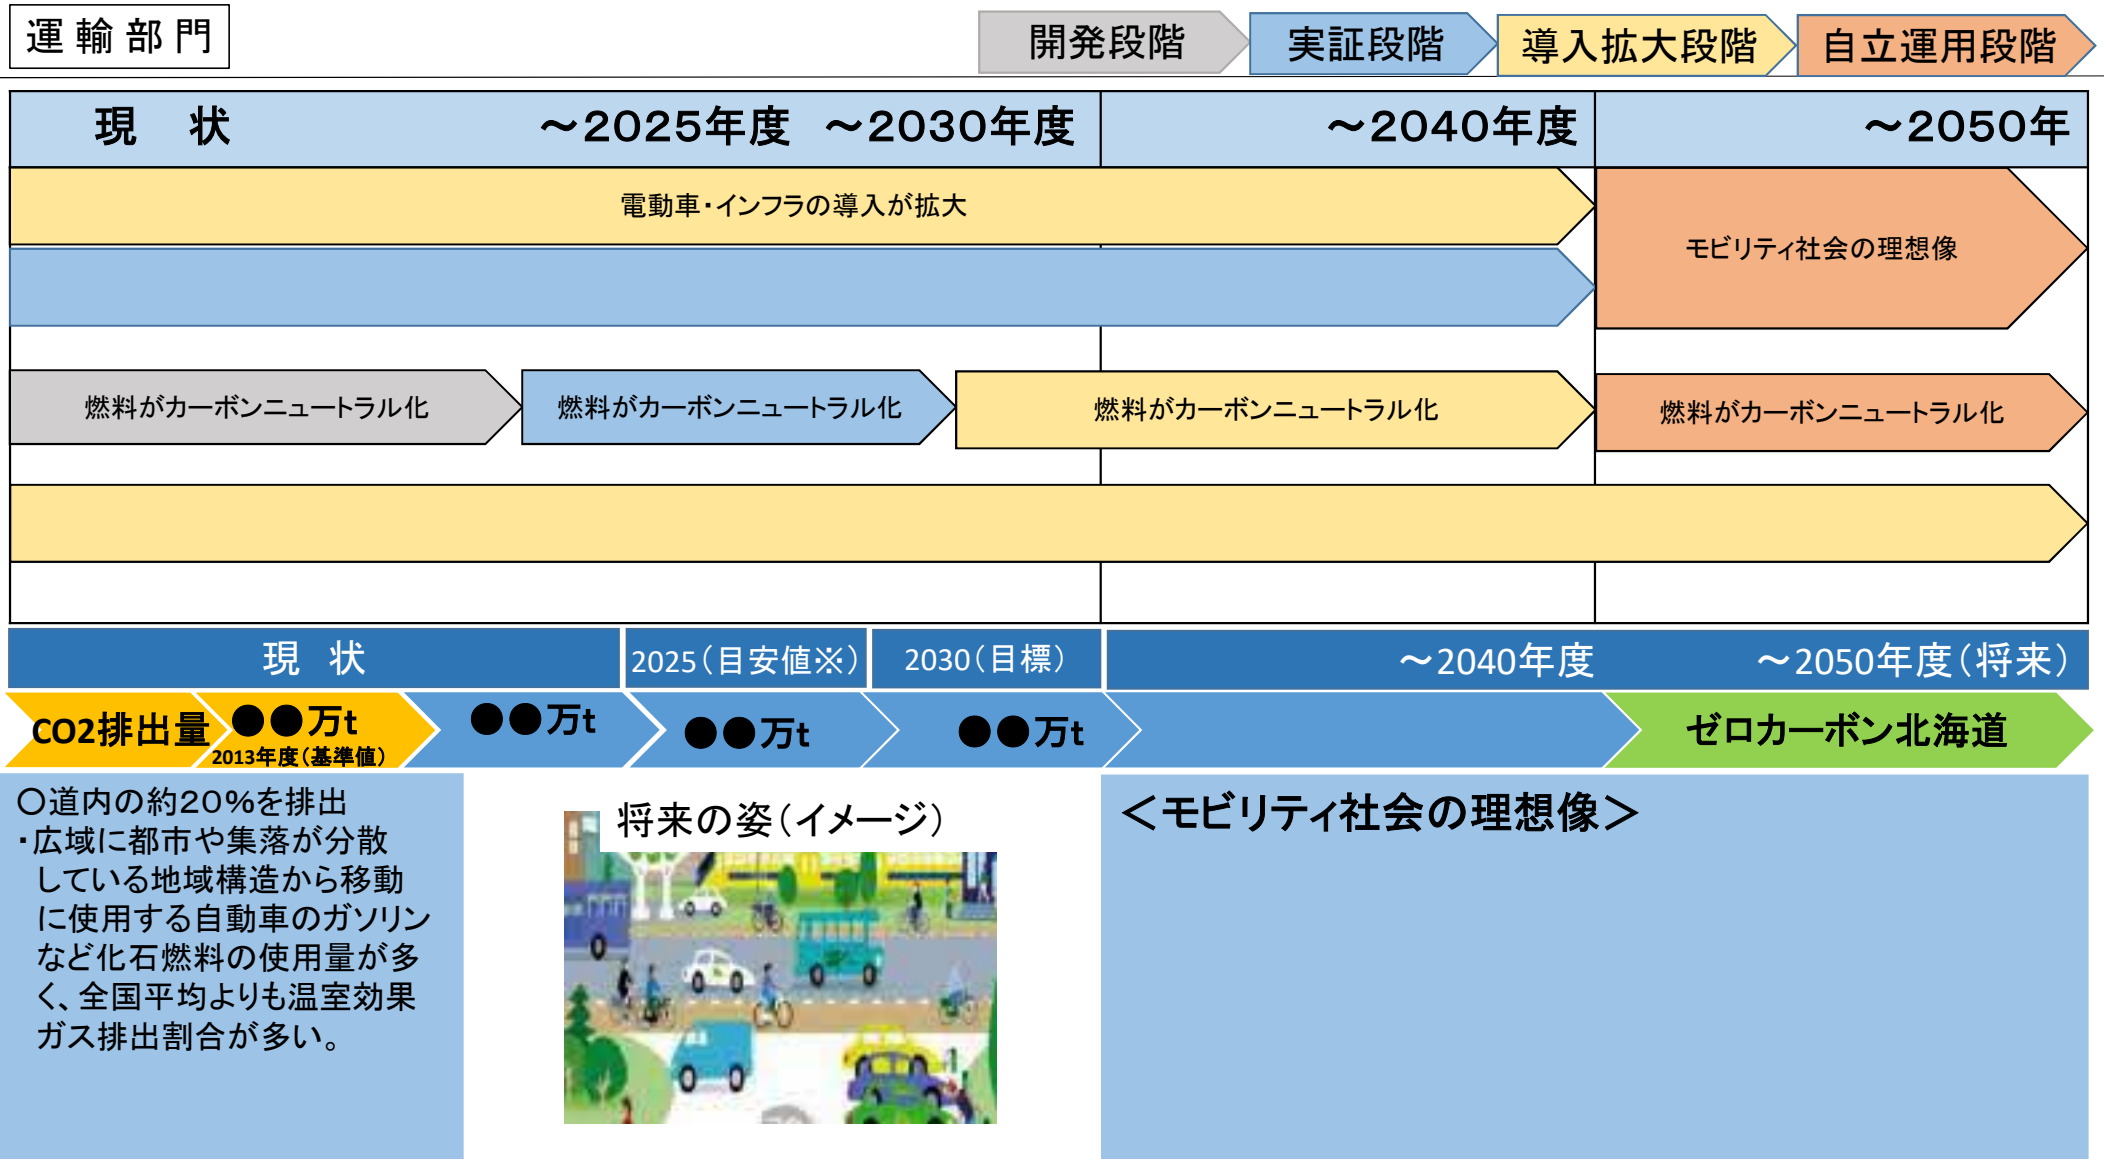 運輸部門
開発段階
実証段階
導入拡大段階
自立運用段階
現　状
～2025年度
～2030年度
～2040年度
～2050年
電動車・インフラの導入が拡大
モビリティ社会の理想像
燃料がカーボンニュートラル化
燃料がカーボンニュートラル化
燃料がカーボンニュートラル化
燃料がカーボンニュートラル化
現　状
2025（目安値※）
2030（目標）
～2040年度
～2050年度（将来）
CO2排出量
●●万t
2013年度（基準値）
●●万t
●●万t
●●万t
ゼロカーボン北海道
〇道内の約20%を排出
・広域に都市や集落が分散
している地域構造から移動
に使用する自動車のガソリン
など化石燃料の使用量が多
く、全国平均よりも温室効果
ガス排出割合が多い。
将来の姿（イメージ）
＜モビリティ社会の理想像＞